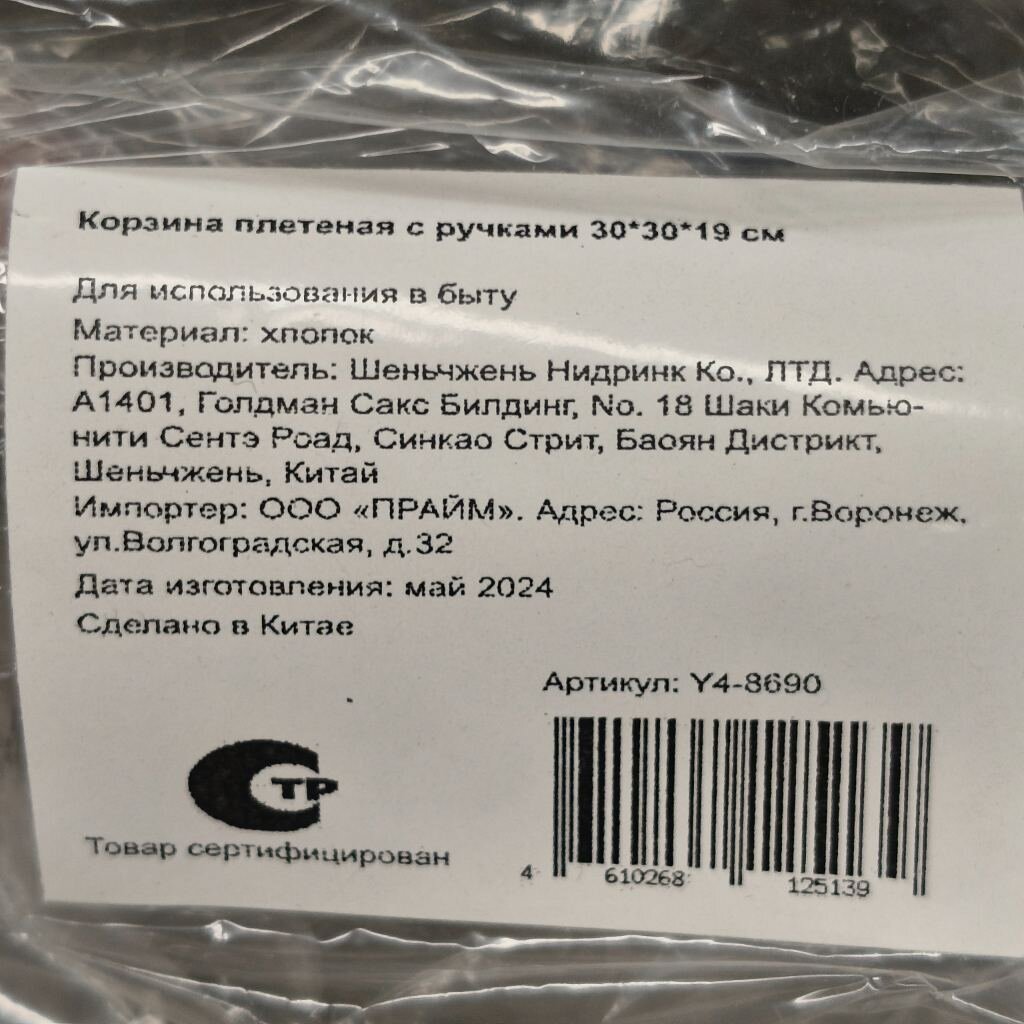 Корзина плетеная с ручками 30*30*19 см
Для использования в быту
Материал: хлопок
Производитель: Шеньчжень Нидринк Ко., ЛТД. Адрес:
А1401, Голдман Сакс Билдинг, No. 18 Шаки Комью-
нити Сентэ Роад, Синкао Стрит, Баоян Дистрикт,
Шеньчжень, Китай
Импортер: ООО «ПРАЙМ». Адрес: Россия, г.Воронеж,
ул.Волгоградская, д.32
Дата изготовления: май 2024
Сделано в Китае
Артикул: Y4-8690
СТР
Товар сертифицирован
4 610268 125139